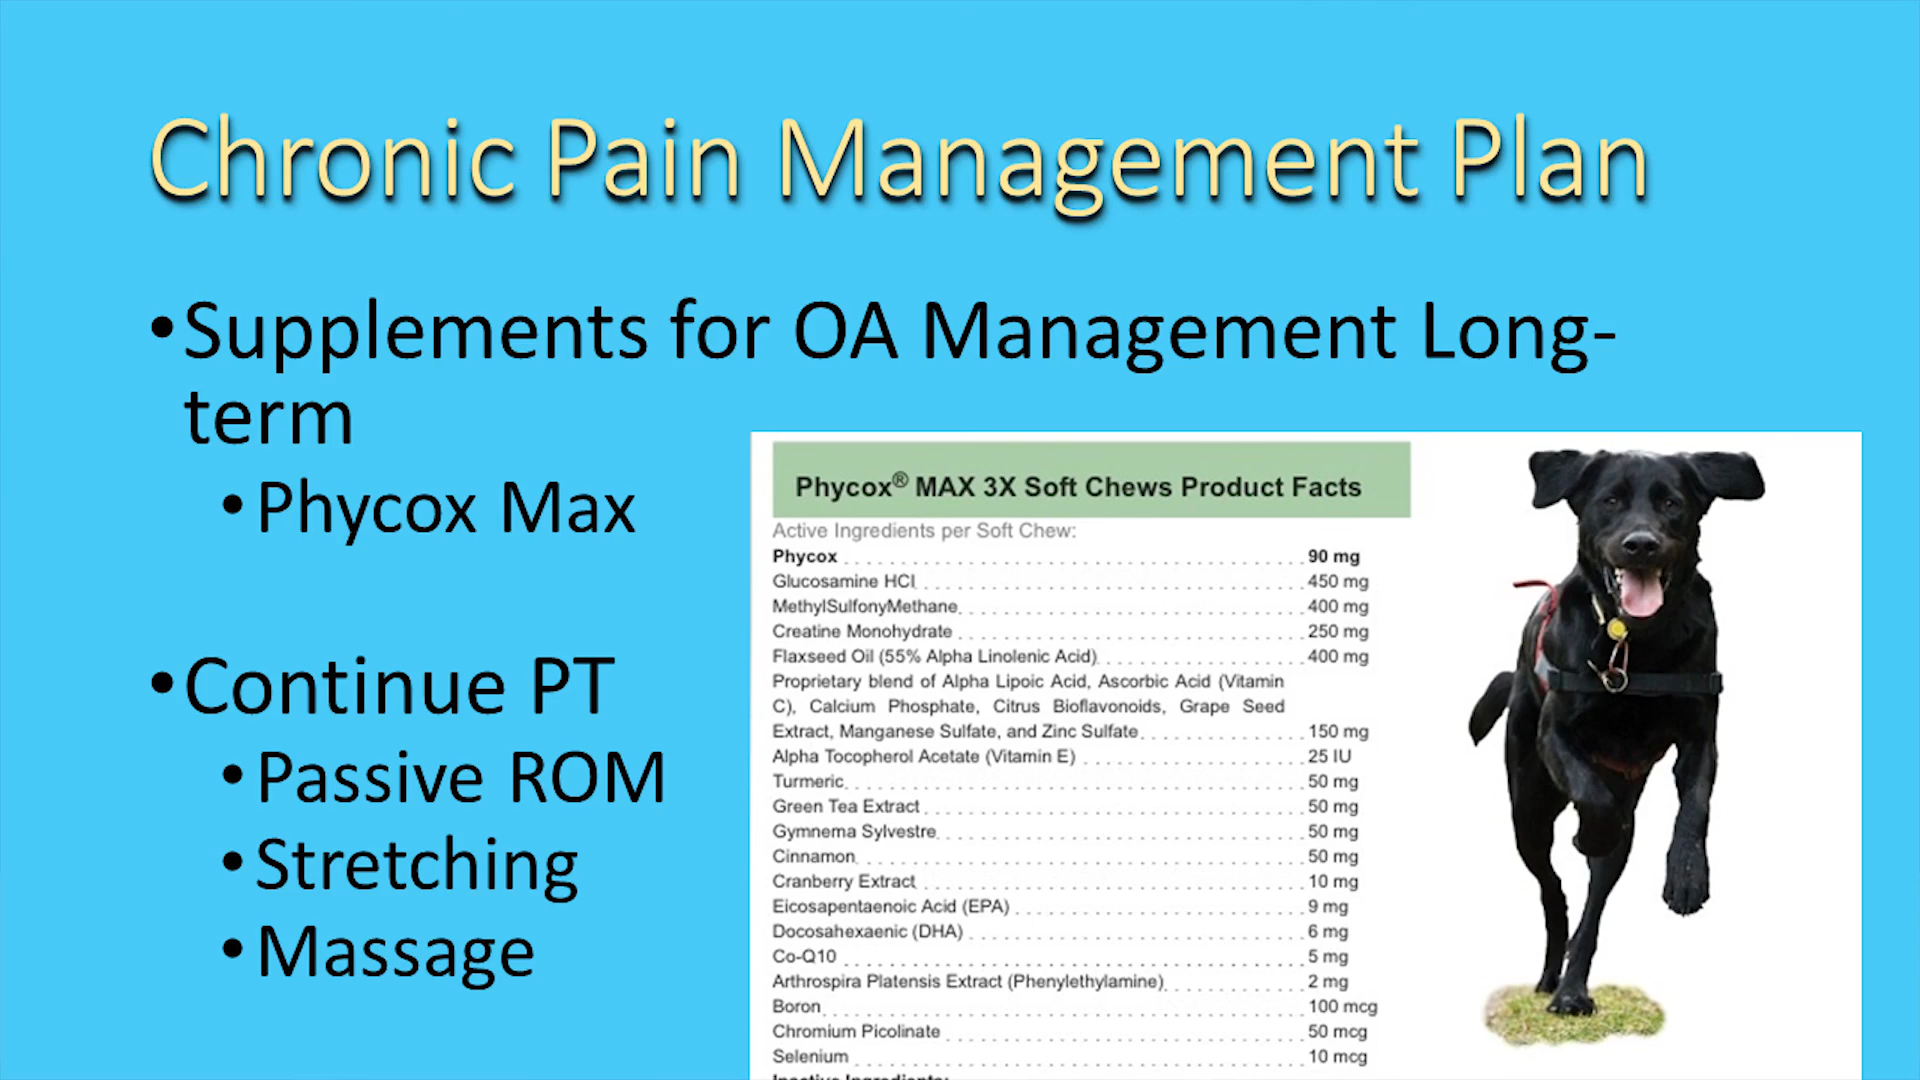 Chronic Pain Management Plan
•Supplements for OA Management Long-
term
•Phycox Max
•Continue PT
•Passive ROM
•Stretching
•Massage
Phycox® MAX 3X Soft Chews Product Facts
Active Ingredients per Soft Chew:
Phycox 90 mg
Glucosamine HCl 450 mg
MethylSulfonyMethane 400 mg
Creatine Monohydrate 250 mg
Flaxseed Oil (55% Alpha Linolenic Acid) 400 mg
Proprietary blend of Alpha Lipoic Acid, Ascorbic Acid (Vitamin
C), Calcium Phosphate, Citrus Bioflavonoids, Grape Seed
Extract, Manganese Sulfate, and Zinc Sulfate 150 mg
Alpha Tocopherol Acetate (Vitamin E) 25 IU
Turmeric 50 mg
Green Tea Extract 50 mg
Gymnema Sylvestre 50 mg
Cinnamon 50 mg
Cranberry Extract 10 mg
Eicosapentaenoic Acid (EPA) 9 mg
Docosahexaenic (DHA) 6 mg
Co-Q10 5 mg
Arthrospira Platensis Extract (Phenylethylamine) 2 mg
Boron 100 mcg
Chromium Picolinate 50 mcg
Selenium 10 mcg
Inactive Ingredients: